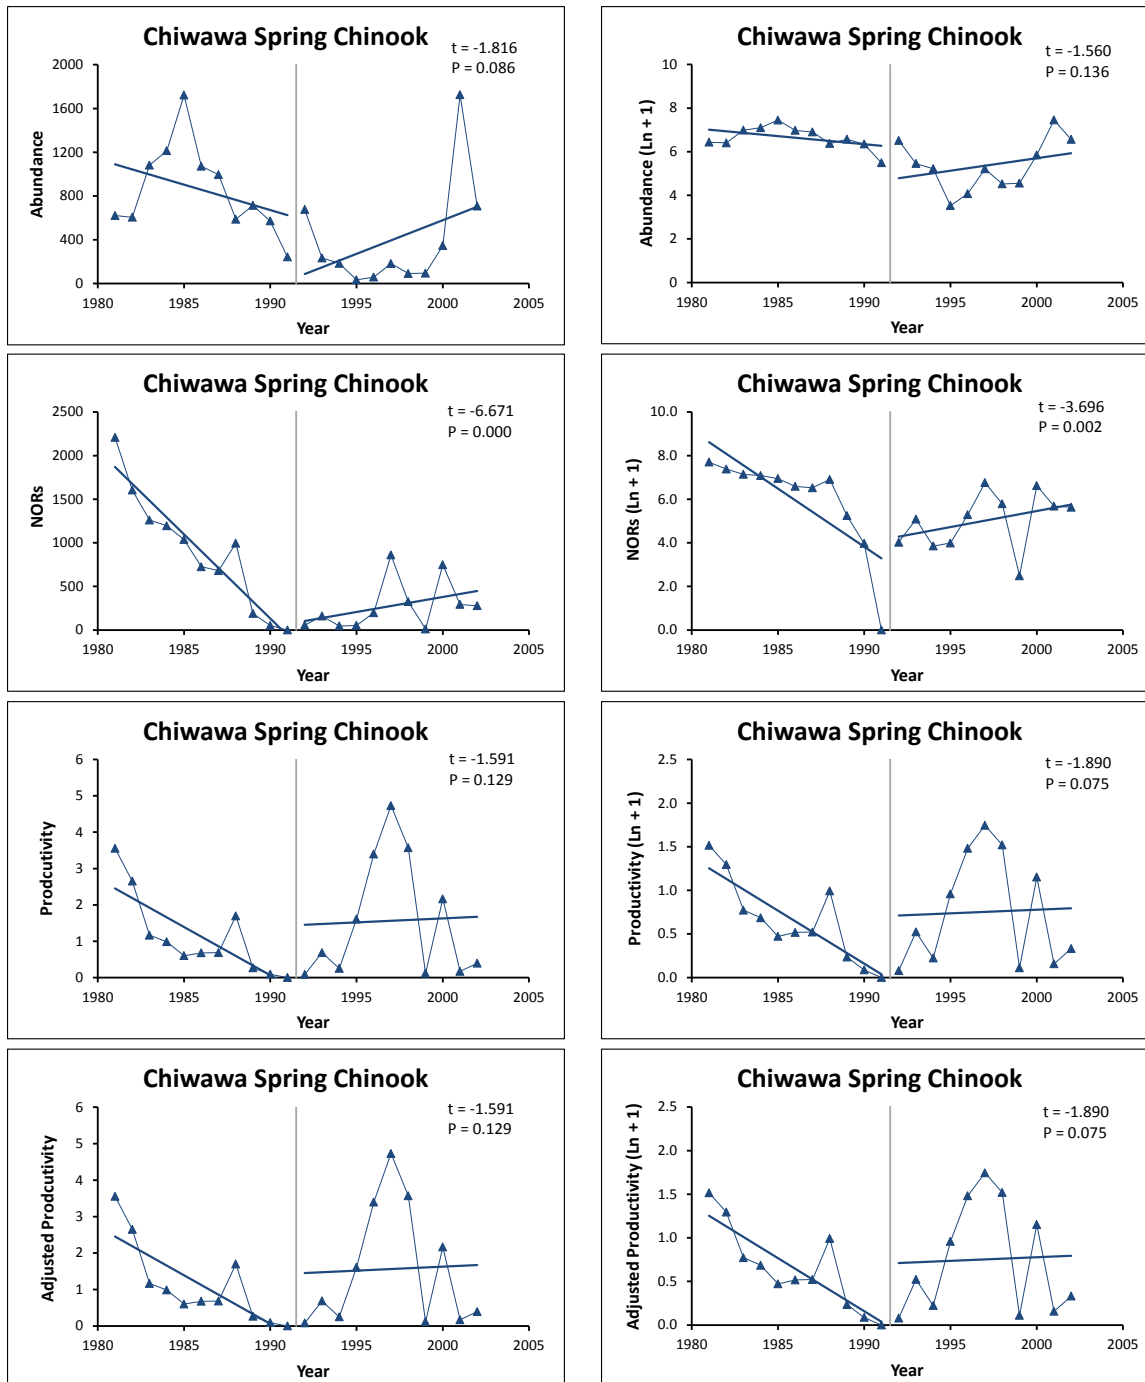 Chiwawa Spring Chinook
t = -1.816
P = 0.086
Abundance
2000
1600
1200
800
400
0
1980 1985 1990 1995 2000 2005
Year
Chiwawa Spring Chinook
t = -1.560
P = 0.136
Abundance (Ln + 1)
10
8
6
4
2
0
1980 1985 1990 1995 2000 2005
Year
Chiwawa Spring Chinook
t = -6.671
P = 0.000
NORs
2500
2000
1500
1000
500
0
1980 1985 1990 1995 2000 2005
Year
Chiwawa Spring Chinook
t = -3.696
P = 0.002
NORs (Ln + 1)
10.0
8.0
6.0
4.0
2.0
0.0
1980 1985 1990 1995 2000 2005
Year
Chiwawa Spring Chinook
t = -1.591
P = 0.129
Prodcutivity
6
5
4
3
2
1
0
1980 1985 1990 1995 2000 2005
Year
Chiwawa Spring Chinook
t = -1.890
P = 0.075
Productivity (Ln + 1)
2.5
2.0
1.5
1.0
0.5
0.0
1980 1985 1990 1995 2000 2005
Year
Chiwawa Spring Chinook
t = -1.591
P = 0.129
Adjusted Prodcutivity
6
5
4
3
2
1
0
1980 1985 1990 1995 2000 2005
Year
Chiwawa Spring Chinook
t = -1.890
P = 0.075
Adjusted Productivity (Ln + 1)
2.5
2.0
1.5
1.0
0.5
0.0
1980 1985 1990 1995 2000 2005
Year